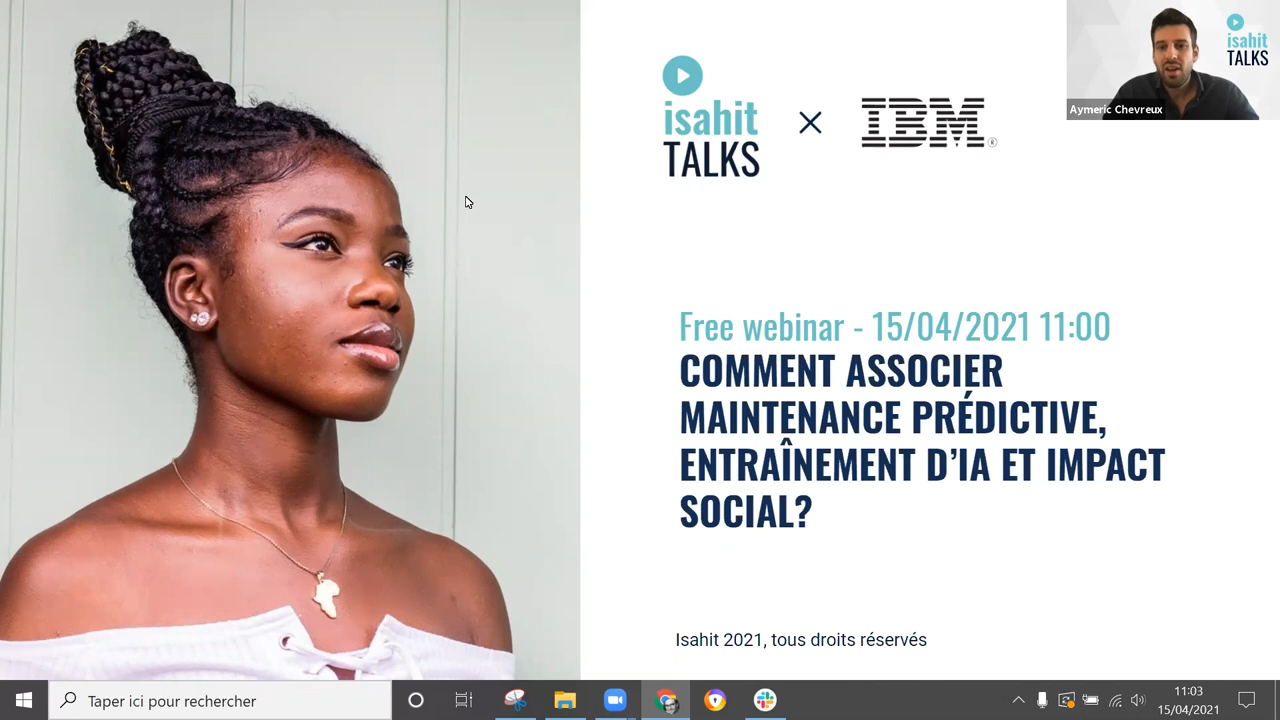 isahit
TALKS
IBM®
isahit
TALKS
Aymeric Chevreux
Free webinar - 15/04/2021 11:00
COMMENT ASSOCIER
MAINTENANCE PRÉDICTIVE,
ENTRAÎNEMENT D’IA ET IMPACT
SOCIAL?
Isahit 2021, tous droits réservés
Taper ici pour rechercher
11:03
15/04/2021